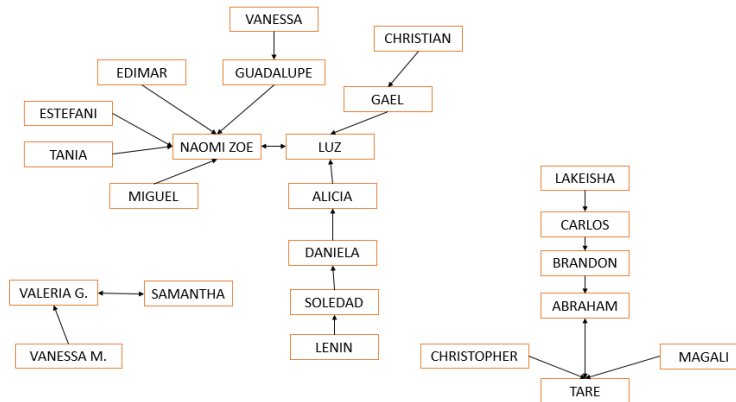 VANESSA
CHRISTIAN
EDIMAR
GUADALUPE
GAEL
ESTEFANI
NAOMI ZOE
LUZ
TANIA
MIGUEL
ALICIA
LAKEISHA
CARLOS
DANIELA
BRANDON
VALERIA G.
SAMANTHA
SOLEDAD
ABRAHAM
VANESSA M.
LENIN
CHRISTOPHER
MAGALI
TARE